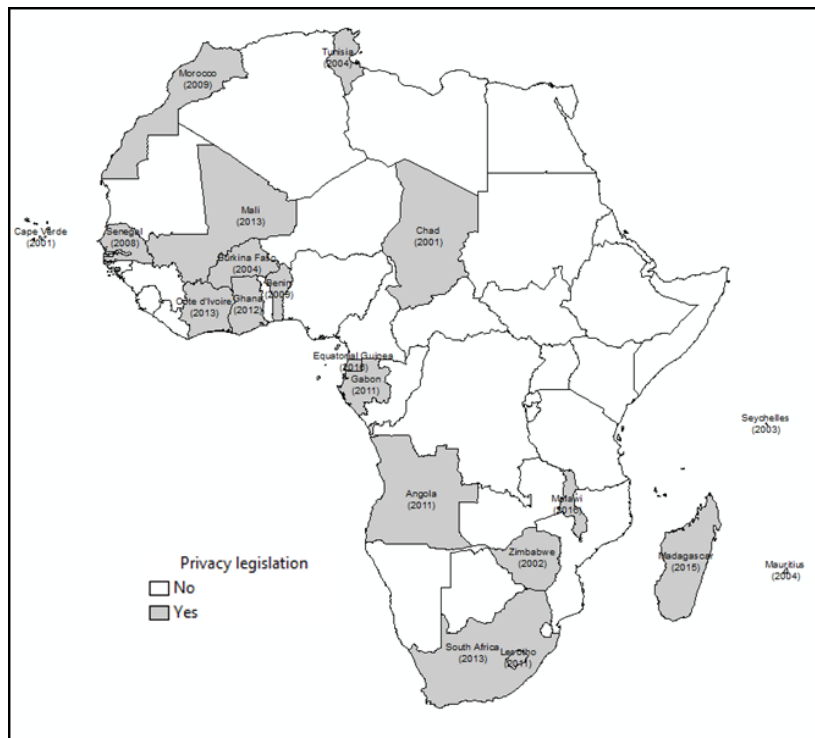 Tunisia
(2004)
Morocco
(2009)
Mali
(2013)
Cape Verde
(2001)
Senegal
(2008)
Chad
(2001)
Burkina Faso
(2004)
Benin
(2009)
Cote d'Ivoire
(2013)
Ghana
(2012)
Equatorial Guinea
(2016)
Gabon
(2011)
Seychelles
(2003)
Angola
(2011)
Malawi
(2016)
Zimbabwe
(2002)
Madagascar
(2015)
Mauritius
(2004)
Privacy legislation
No
Yes
South Africa
(2013)
Lesotho
(2011)